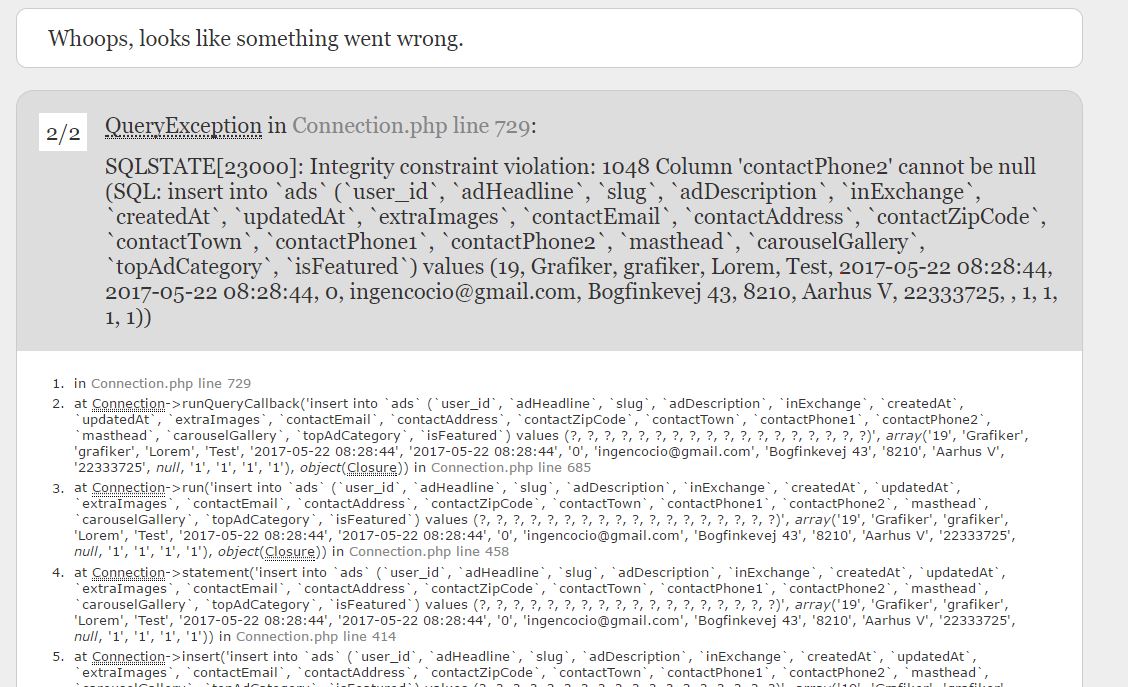 Whoops, looks like something went wrong.
2/2
QueryException in Connection.php line 729:
SQLSTATE[23000]: Integrity constraint violation: 1048 Column 'contactPhone2' cannot be null
(SQL: insert into `ads` (`user_id`, `adHeadline`, `slug`, `adDescription`, `inExchange`,
`createdAt`, `updatedAt`, `extraImages`, `contactEmail`, `contactAddress`, `contactZipCode`,
`contactTown`, `contactPhone1`, `contactPhone2`, `masthead`, `carouselGallery`,
`topAdCategory`, `isFeatured`) values (19, Grafiker, grafiker, Lorem, Test, 2017-05-22 08:28:44,
2017-05-22 08:28:44, 0, ingencocio@gmail.com, Bogfinkevej 43, 8210, Aarhus V, 22333725, , 1, 1,
1, 1))
1. in Connection.php line 729
2. at Connection->runQueryCallback('insert into `ads` (`user_id`, `adHeadline`, `slug`, `adDescription`, `inExchange`, `createdAt`,
`updatedAt`, `extraImages`, `contactEmail`, `contactAddress`, `contactZipCode`, `contactTown`, `contactPhone1`, `contactPhone2`,
`masthead`, `carouselGallery`, `topAdCategory`, `isFeatured`) values (?, ?, ?, ?, ?, ?, ?, ?, ?, ?, ?, ?, ?, ?, ?, ?, ?, ?)', array('19', 'Grafiker',
'grafiker', 'Lorem', 'Test', '2017-05-22 08:28:44', '2017-05-22 08:28:44', '0', 'ingencocio@gmail.com', 'Bogfinkevej 43', '8210', 'Aarhus V',
'22333725', null, '1', '1', '1', '1'), object(Closure)) in Connection.php line 685
3. at Connection->run('insert into `ads` (`user_id`, `adHeadline`, `slug`, `adDescription`, `inExchange`, `createdAt`, `updatedAt`,
`extraImages`, `contactEmail`, `contactAddress`, `contactZipCode`, `contactTown`, `contactPhone1`, `contactPhone2`, `masthead`,
`carouselGallery`, `topAdCategory`, `isFeatured`) values (?, ?, ?, ?, ?, ?, ?, ?, ?, ?, ?, ?, ?, ?, ?, ?, ?, ?)', array('19', 'Grafiker', 'grafiker',
'Lorem', 'Test', '2017-05-22 08:28:44', '2017-05-22 08:28:44', '0', 'ingencocio@gmail.com', 'Bogfinkevej 43', '8210', 'Aarhus V', '22333725',
null, '1', '1', '1', '1'), object(Closure)) in Connection.php line 458
4. at Connection->statement('insert into `ads` (`user_id`, `adHeadline`, `slug`, `adDescription`, `inExchange`, `createdAt`, `updatedAt`,
`extraImages`, `contactEmail`, `contactAddress`, `contactZipCode`, `contactTown`, `contactPhone1`, `contactPhone2`, `masthead`,
`carouselGallery`, `topAdCategory`, `isFeatured`) values (?, ?, ?, ?, ?, ?, ?, ?, ?, ?, ?, ?, ?, ?, ?, ?, ?, ?)', array('19', 'Grafiker', 'grafiker',
'Lorem', 'Test', '2017-05-22 08:28:44', '2017-05-22 08:28:44', '0', 'ingencocio@gmail.com', 'Bogfinkevej 43', '8210', 'Aarhus V', '22333725',
null, '1', '1', '1', '1')) in Connection.php line 414
5. at Connection->insert('insert into `ads` (`user_id`, `adHeadline`, `slug`, `adDescription`, `inExchange`, `createdAt`, `updatedAt`,
`extraImages`, `contactEmail`, `contactAddress`, `contactZipCode`, `contactTown`, `contactPhone1`, `contactPhone2`, `masthead`,